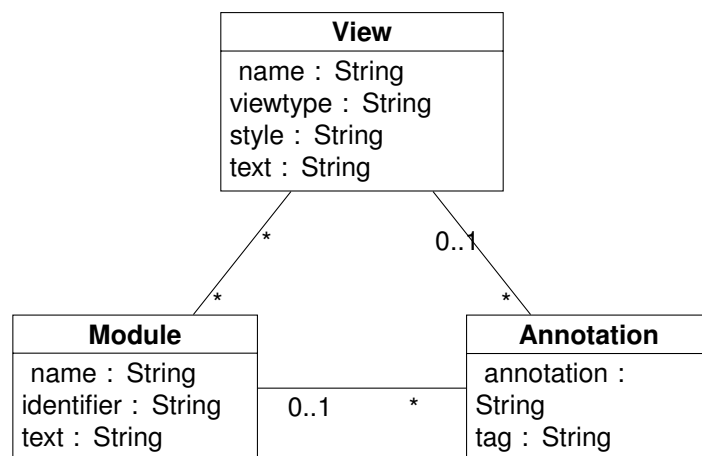 View
name : String
viewtype : String
style : String
text : String
*
0..1
*
*
Module
name : String
identifier : String
text : String
0..1
*
Annotation
annotation :
String
tag : String